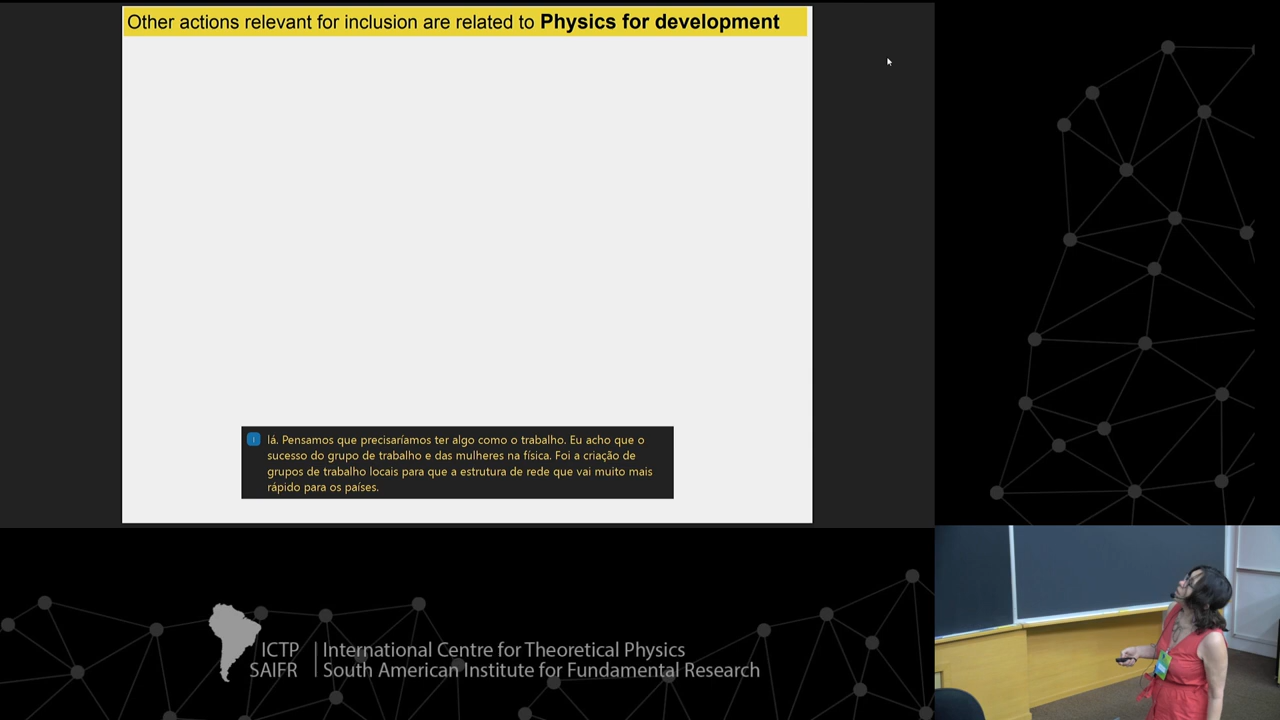 Other actions relevant for inclusion are related to Physics for development
lá. Pensamos que precisaríamos ter algo como o trabalho. Eu acho que o
sucesso do grupo de trabalho e das mulheres na física. Foi a criação de
grupos de trabalho locais para que a estrutura de rede que vai muito mais
rápido para os países.
ICTP International Centre for Theoretical Physics
SAIFR South American Institute for Fundamental Research